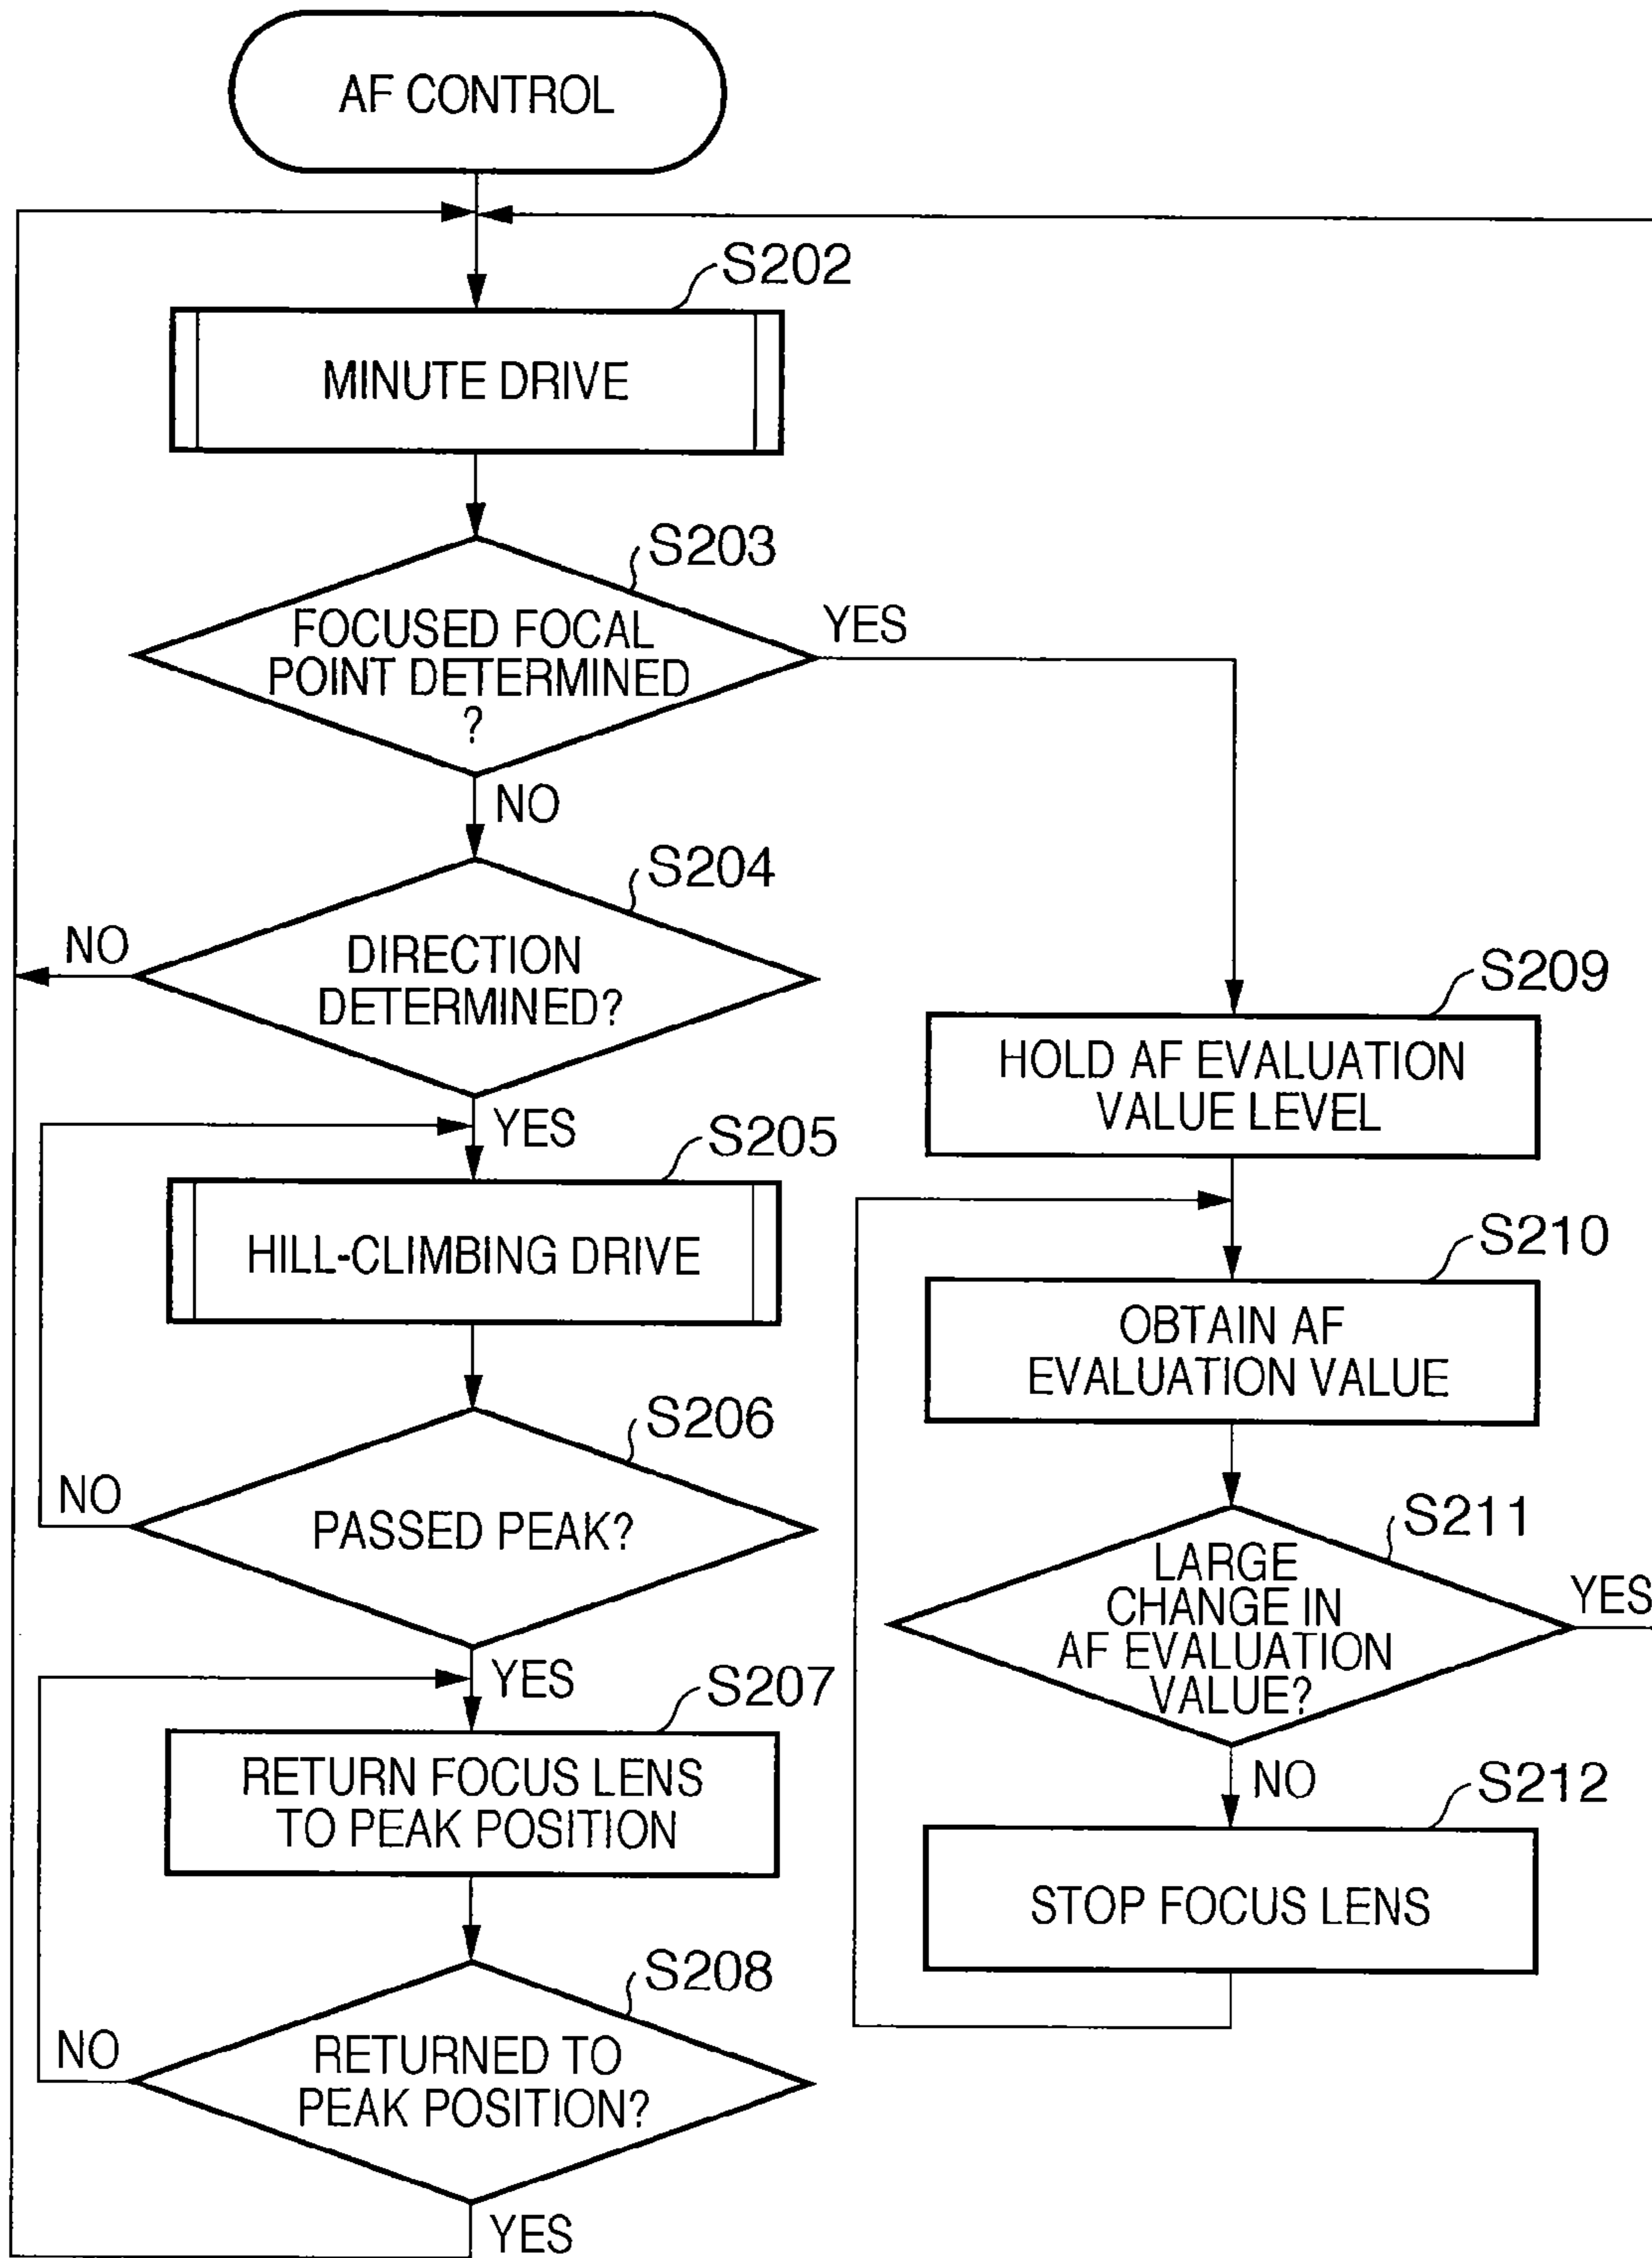 AF CONTROL
S202
MINUTE DRIVE
S203
FOCUSED FOCAL
POINT DETERMINED
?
YES
NO
S204
DIRECTION
DETERMINED?
NO
YES
S205
HILL-CLIMBING DRIVE
S206
PASSED PEAK?
NO
YES
S207
RETURN FOCUS LENS
TO PEAK POSITION
S208
RETURNED TO
PEAK POSITION?
NO
YES
S209
HOLD AF EVALUATION
VALUE LEVEL
S210
OBTAIN AF
EVALUATION VALUE
S211
LARGE
CHANGE IN
AF EVALUATION
VALUE?
YES
NO
S212
STOP FOCUS LENS